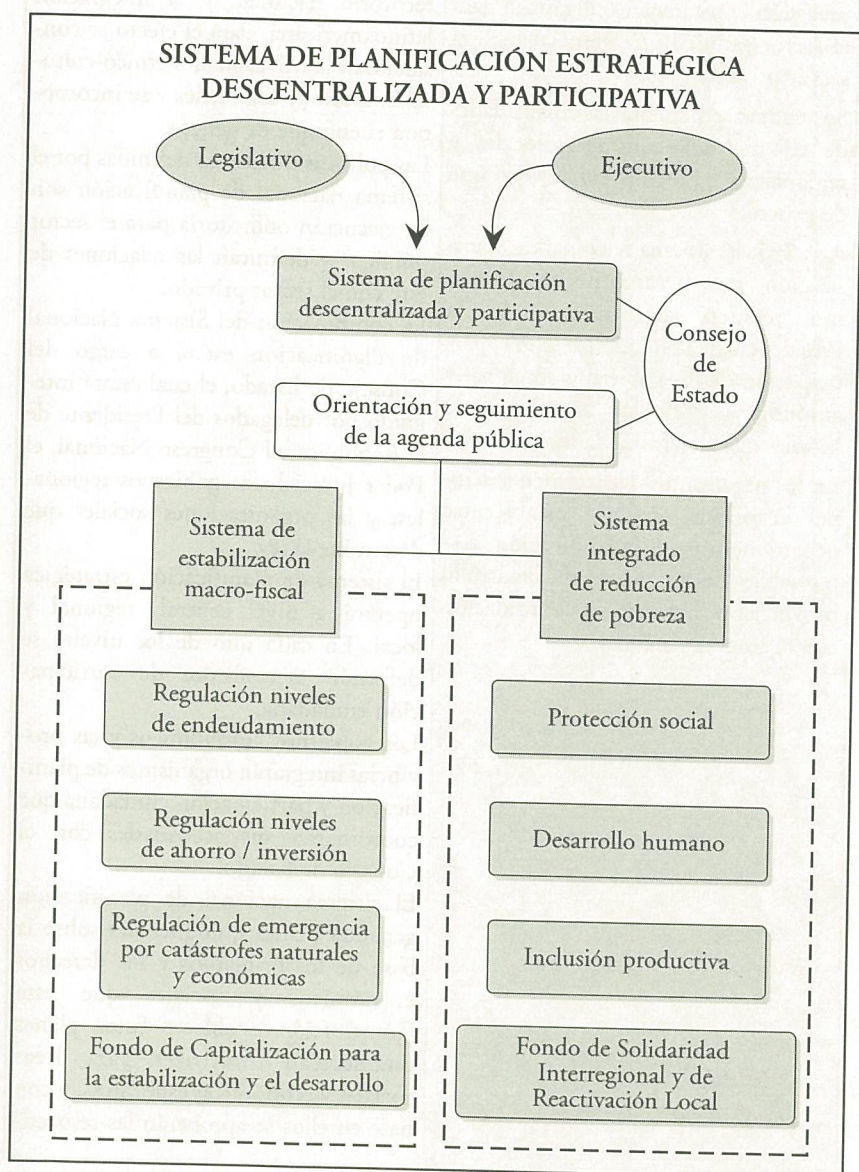 SISTEMA DE PLANIFICACIÓN ESTRATÉGICA
DESCENTRALIZADA Y PARTICIPATIVA
Legislativo
Ejecutivo
Sistema de planificación
descentralizada y participativa
Consejo
de
Estado
Orientación y seguimiento
de la agenda pública
Sistema de
estabilización
macro-fiscal
Regulación niveles
de endeudamiento
Regulación niveles
de ahorro / inversión
Regulación de emergencia
por catástrofes naturales
y económicas
Fondo de Capitalización para
la estabilización y el desarrollo
Sistema
integrado
de reducción
de pobreza
Protección social
Desarrollo humano
Inclusión productiva
Fondo de Solidaridad
Interregional y de
Reactivación Local